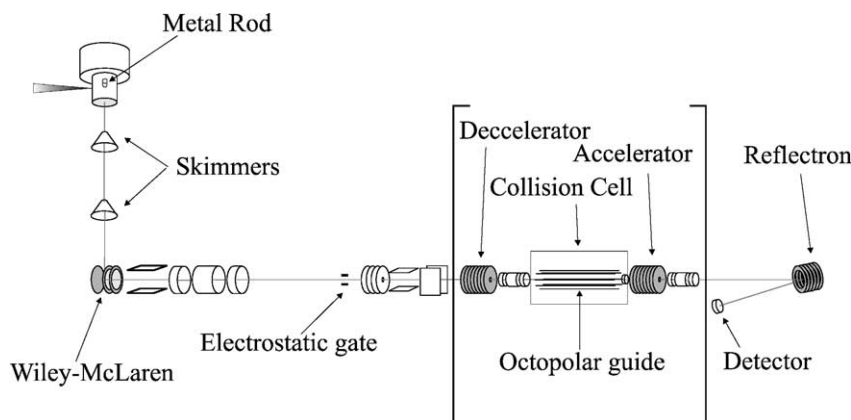 Metal Rod
Skimmers
Deccelerator
Accelerator
Reflectron
Collision Cell
Electrostatic gate
Wiley-McLaren
Octopolar guide
Detector